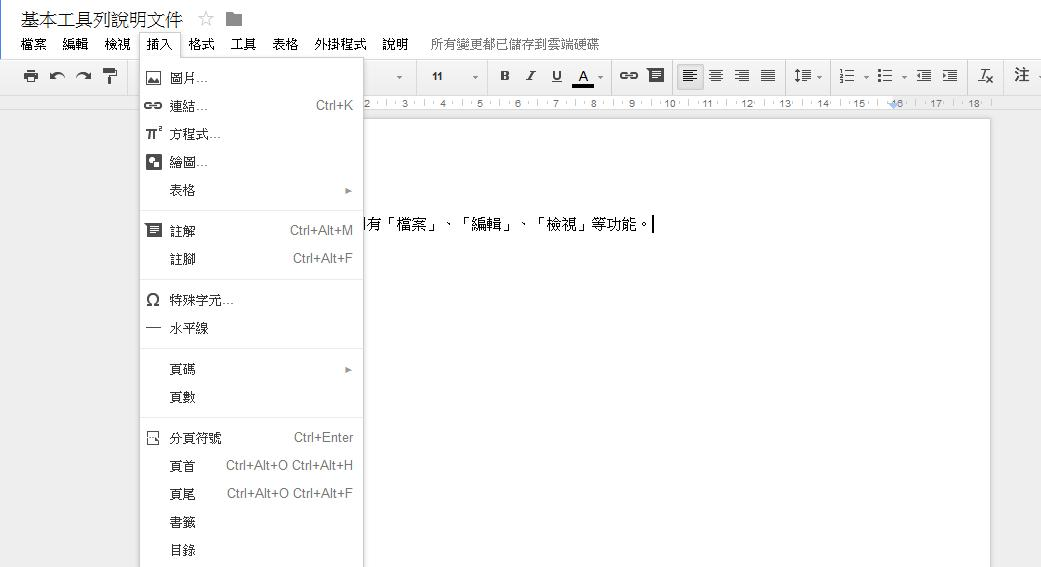 基本工具列說明文件
檔案 編輯 檢視 插入 格式 工具 表格 外掛程式 說明 所有變更都已儲存到雲端硬碟
11 B I U A 注
2 3 4 5 6 7 8 9 10 11 12 13 14 15 16 17 18
圖片...
連結... Ctrl+K
方程式...
繪圖...
表格
有「檔案」、「編輯」、「檢視」等功能。
註解 Ctrl+Alt+M
註腳 Ctrl+Alt+F
特殊字元...
水平線
頁碼
頁數
分頁符號 Ctrl+Enter
頁首 Ctrl+Alt+O Ctrl+Alt+H
頁尾 Ctrl+Alt+O Ctrl+Alt+F
書籤
目錄